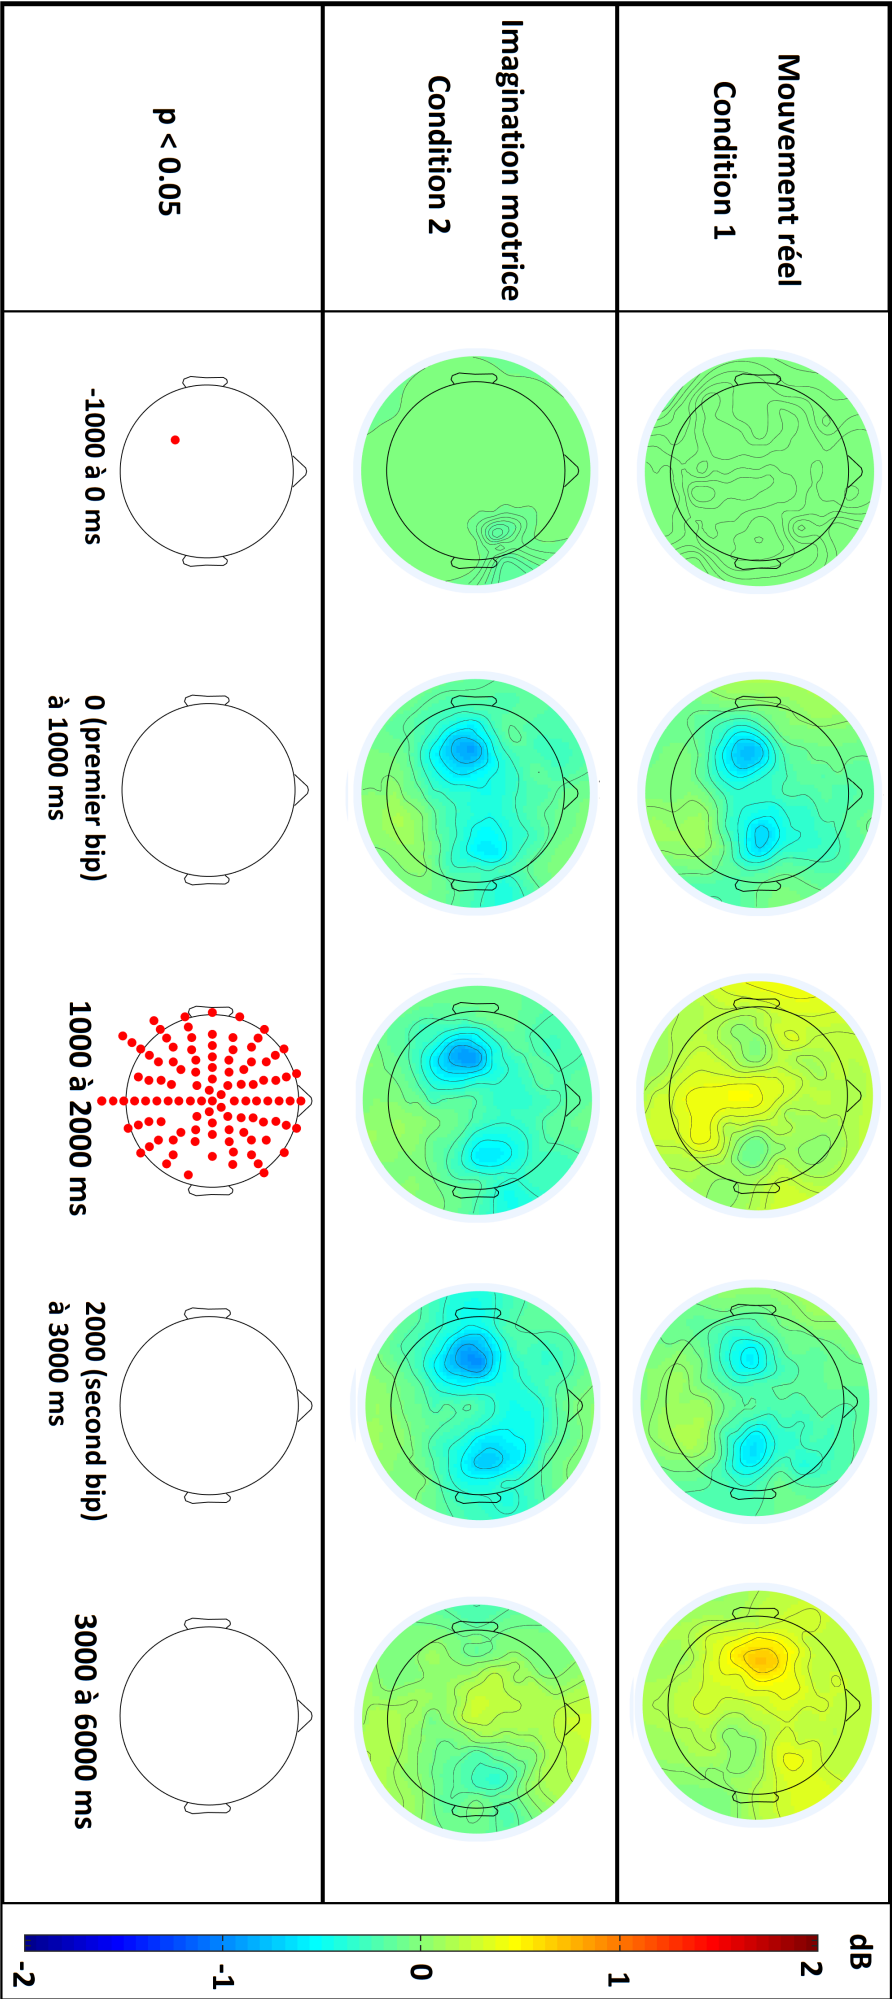 Mouvement réel
Condition 1
Imagination motrice
Condition 2
p < 0.05
-1000 à 0 ms
0 (premier bip)
à 1000 ms
1000 à 2000 ms
2000 (second bip)
à 3000 ms
3000 à 6000 ms
dB
2
1
0
-1
-2